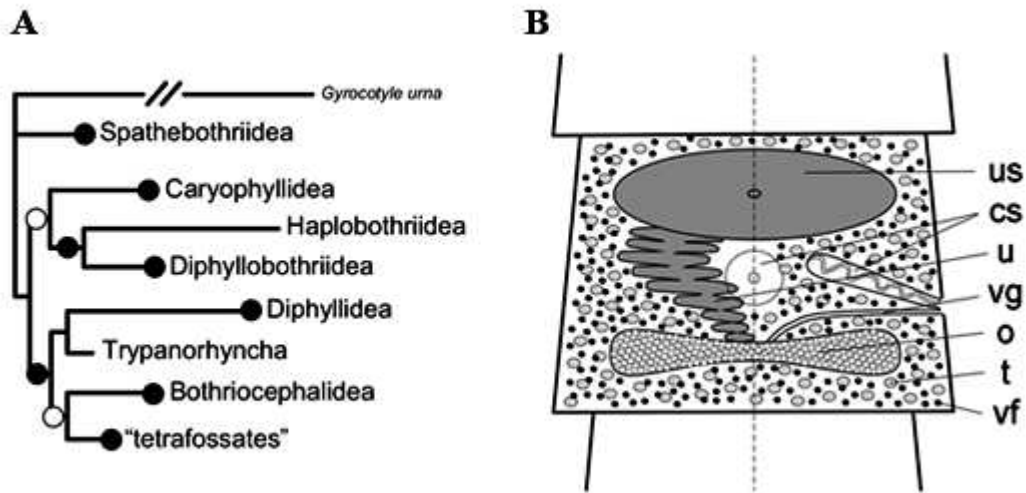 A
Gyrocotyle urna
Spathebothriidea
Caryophyllidea
Haplobothriidea
Diphyllobothriidea
Diphyllidea
Trypanorhyncha
Bothriocephalidea
“tetrafossates”
B
us
cs
u
vg
o
t
vf